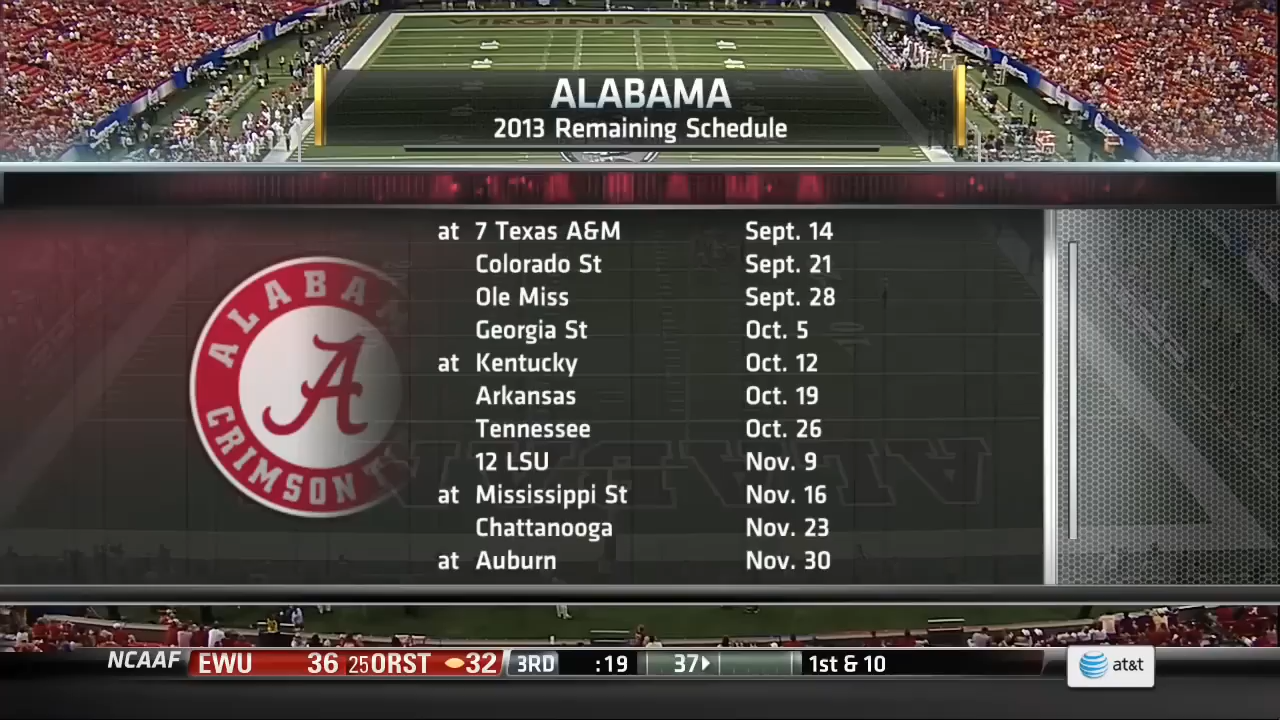 VIRGINIA TECH
ALABAMA
2013 Remaining Schedule
at 7 Texas A&M Sept. 14
Colorado St Sept. 21
Ole Miss Sept. 28
Georgia St Oct. 5
at Kentucky Oct. 12
Arkansas Oct. 19
Tennessee Oct. 26
12 LSU Nov. 9
at Mississippi St Nov. 16
Chattanooga Nov. 23
at Auburn Nov. 30
ALABAMA
A
CRIMSON
NCAAF EWU 36 25 ORST 32 3RD :19 37 1st & 10 at&t